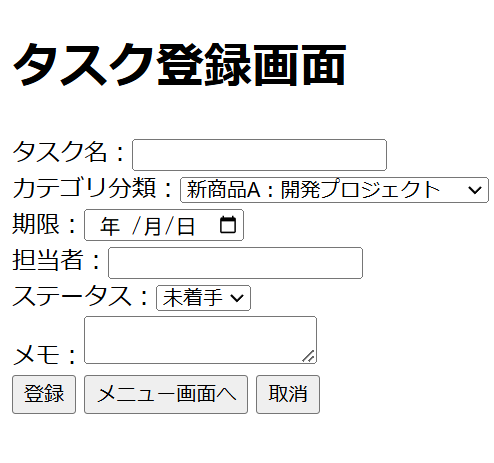 タスク登録画面
タスク名：
カテゴリ分類：新商品A：開発プロジェクト
期限：年 /月/日
担当者：
ステータス：未着手
メモ：
登録 メニュー画面へ 取消